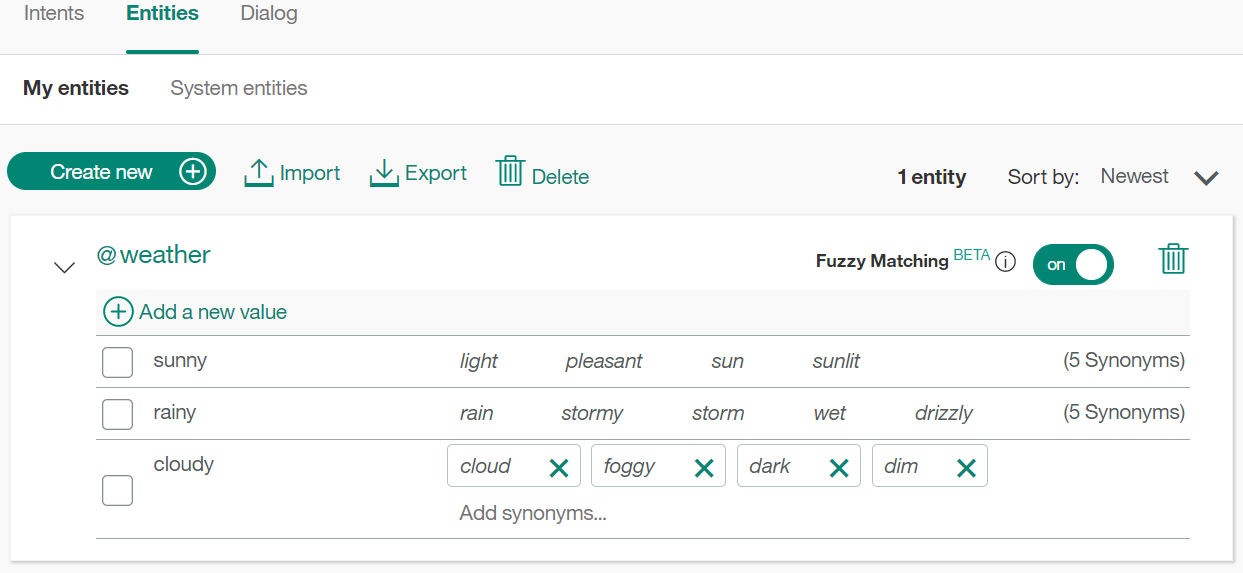 Intents Entities Dialog
My entities System entities
Create new Import Export Delete 1 entity Sort by: Newest
@weather Fuzzy Matching BETA i on
Add a new value
sunny light pleasant sun sunlit (5 Synonyms)
rainy rain stormy storm wet drizzly (5 Synonyms)
cloudy cloud foggy dark dim
Add synonyms...